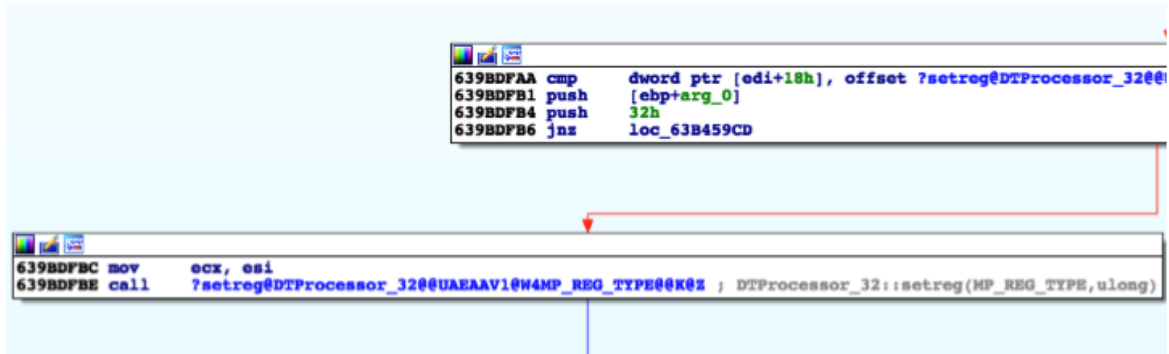 639BDFAA cmp     dword ptr [edi+18h], offset ?setreg@DTProcessor_32@@U
639BDFB1 push    [ebp+arg_0]
639BDFB4 push    32h
639BDFB6 jnz     loc_63B459CD
639BDFBC mov     ecx, esi
639BDFBE call    ?setreg@DTProcessor_32@@UAEAAV1@W4MP_REG_TYPE@@K@Z ; DTProcessor_32::setreg(MP_REG_TYPE,ulong)